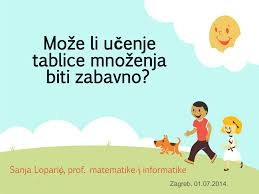 Može li učenje
tablice množenja
biti zabavno?
Sanja Loparić, prof. matematike i informatike
Zagreb, 01.07.2014.